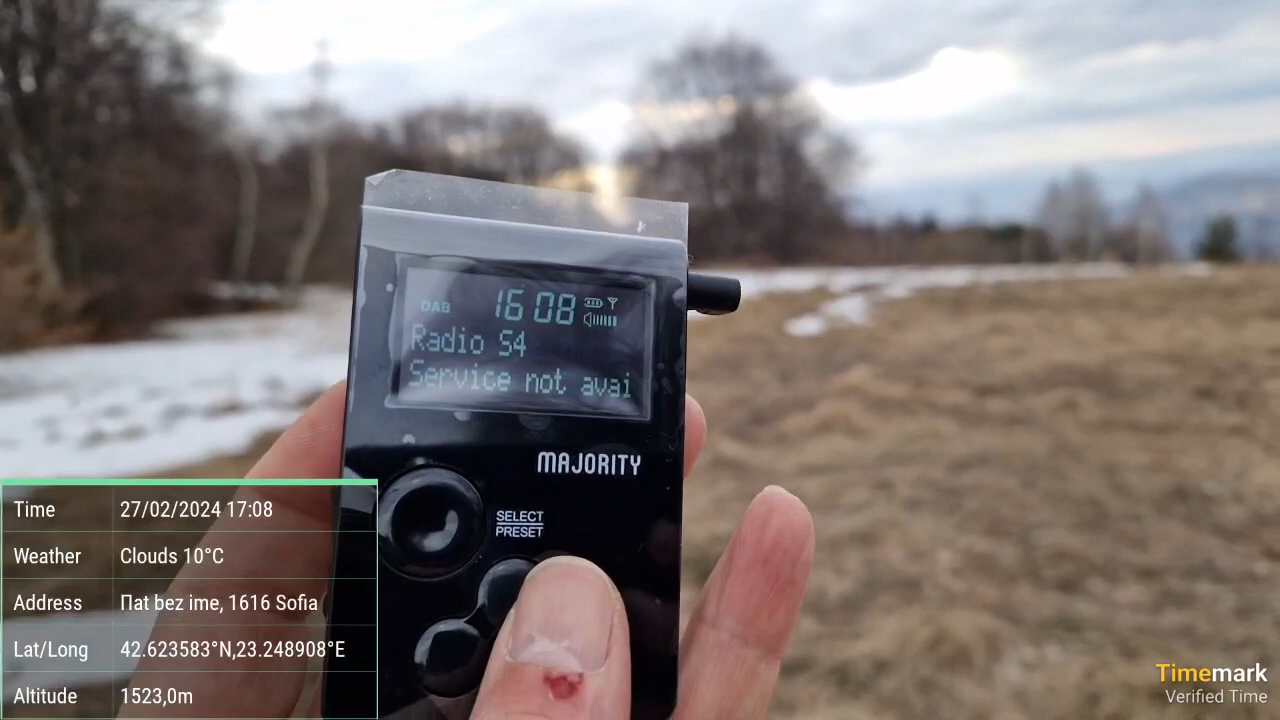 DAB 16 08
Radio S4
Service not avai
MAJORITY
SELECT
PRESET
Time 27/02/2024 17:08
Weather Clouds 10°C
Address Пat bez ime, 1616 Sofia
Lat/Long 42.623583°N,23.248908°E
Altitude 1523,0m
Timemark
Verified Time